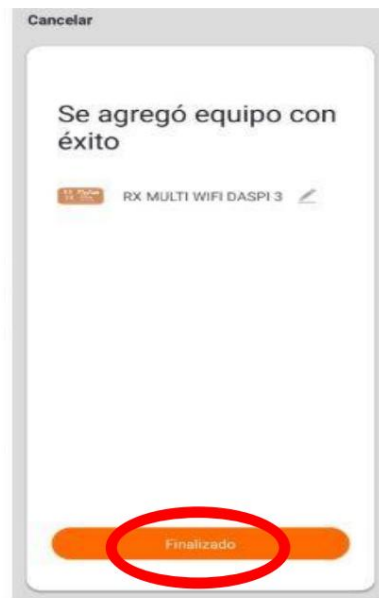 Cancelar
Se agregó equipo con
éxito
RX MULTI WIFI DASPI 3
Finalizado